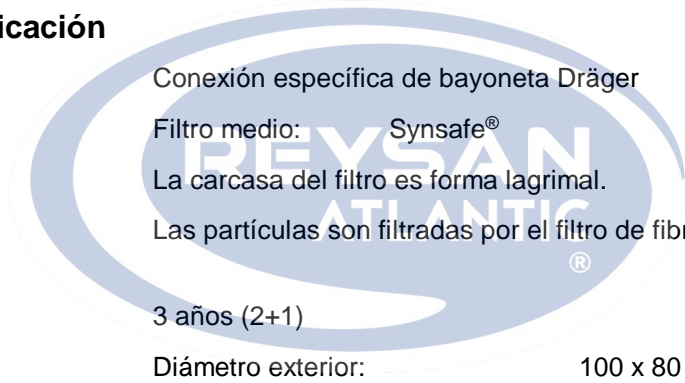 icación
Conexión específica de bayoneta Dräger
Filtro medio: Synsafe®
REYSAN
La carcasa del filtro es forma lagrimal.
ATLANTIC
Las partículas son filtradas por el filtro de fibr
®
3 años (2+1)
Diámetro exterior: 100 x 80